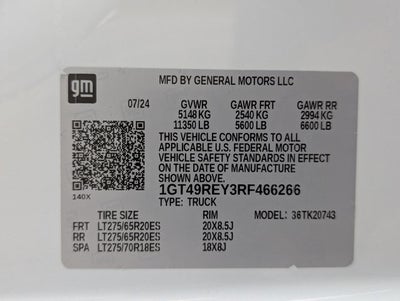 gm
MFD BY GENERAL MOTORS LLC
07/24 GVWR GAWR FRT GAWR RR
5148 KG 2540 KG 2994 KG
11350 LB 5600 LB 6600 LB
THIS VEHICLE CONFORMS TO ALL
APPLICABLE U.S. FEDERAL MOTOR
VEHICLE SAFETY STANDARDS IN EFFECT
ON THE DATE OF MANUFACTURE
SHOWN ABOVE.
1GT49REY3RF466266
140X TYPE: TRUCK
TIRE SIZE RIM MODEL: 36TK20743
FRT LT275/65R20ES 20X8.5J
RR LT275/65R20ES 20X8.5J
SPA LT275/70R18ES 18X8J